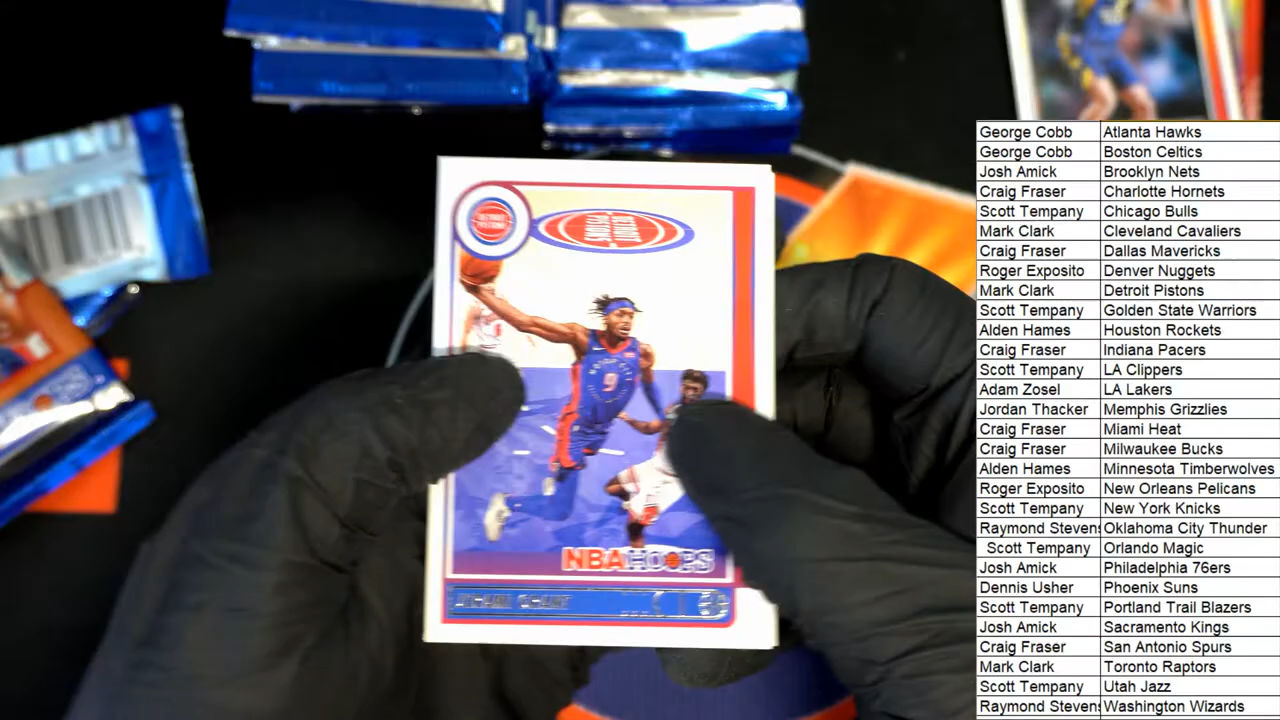 George Cobb Atlanta Hawks
George Cobb Boston Celtics
Josh Amick Brooklyn Nets
Craig Fraser Charlotte Hornets
Scott Tempany Chicago Bulls
Mark Clark Cleveland Cavaliers
Craig Fraser Dallas Mavericks
Roger Exposito Denver Nuggets
Mark Clark Detroit Pistons
Scott Tempany Golden State Warriors
Alden Hames Houston Rockets
Craig Fraser Indiana Pacers
Scott Tempany LA Clippers
Adam Zosel LA Lakers
Jordan Thacker Memphis Grizzlies
Craig Fraser Miami Heat
Craig Fraser Milwaukee Bucks
Alden Hames Minnesota Timberwolves
Roger Exposito New Orleans Pelicans
Scott Tempany New York Knicks
Raymond Stevens Oklahoma City Thunder
Scott Tempany Orlando Magic
Josh Amick Philadelphia 76ers
Dennis Usher Phoenix Suns
Scott Tempany Portland Trail Blazers
Josh Amick Sacramento Kings
Craig Fraser San Antonio Spurs
Mark Clark Toronto Raptors
Scott Tempany Utah Jazz
Raymond Stevens Washington Wizards
9
NBA HOOPS